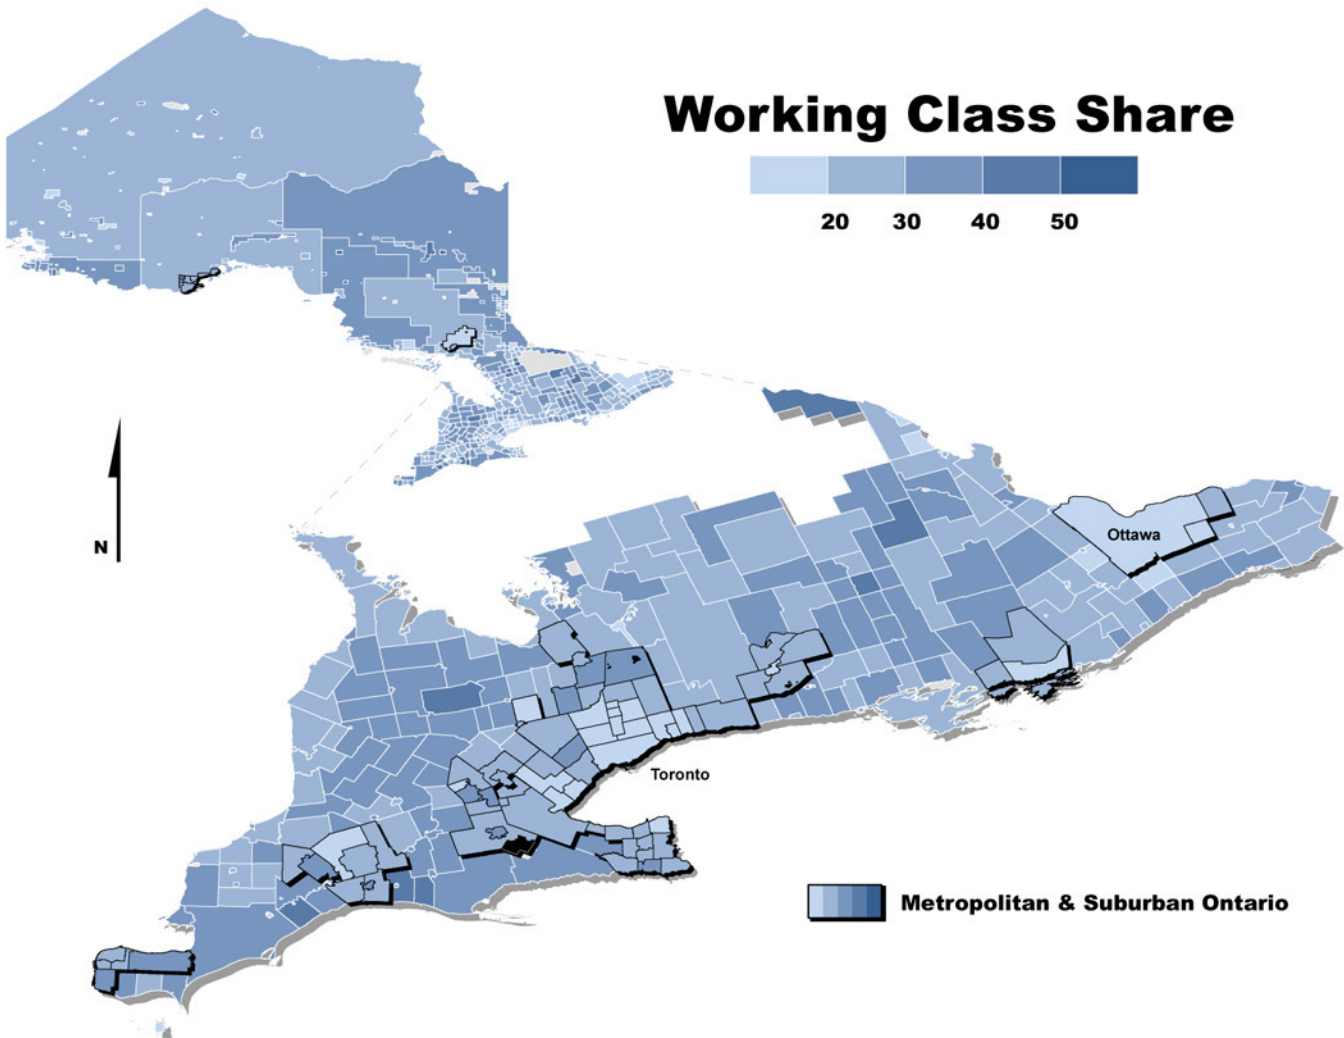 Working Class Share
20 30 40 50
N
Ottawa
Toronto
Metropolitan & Suburban Ontario